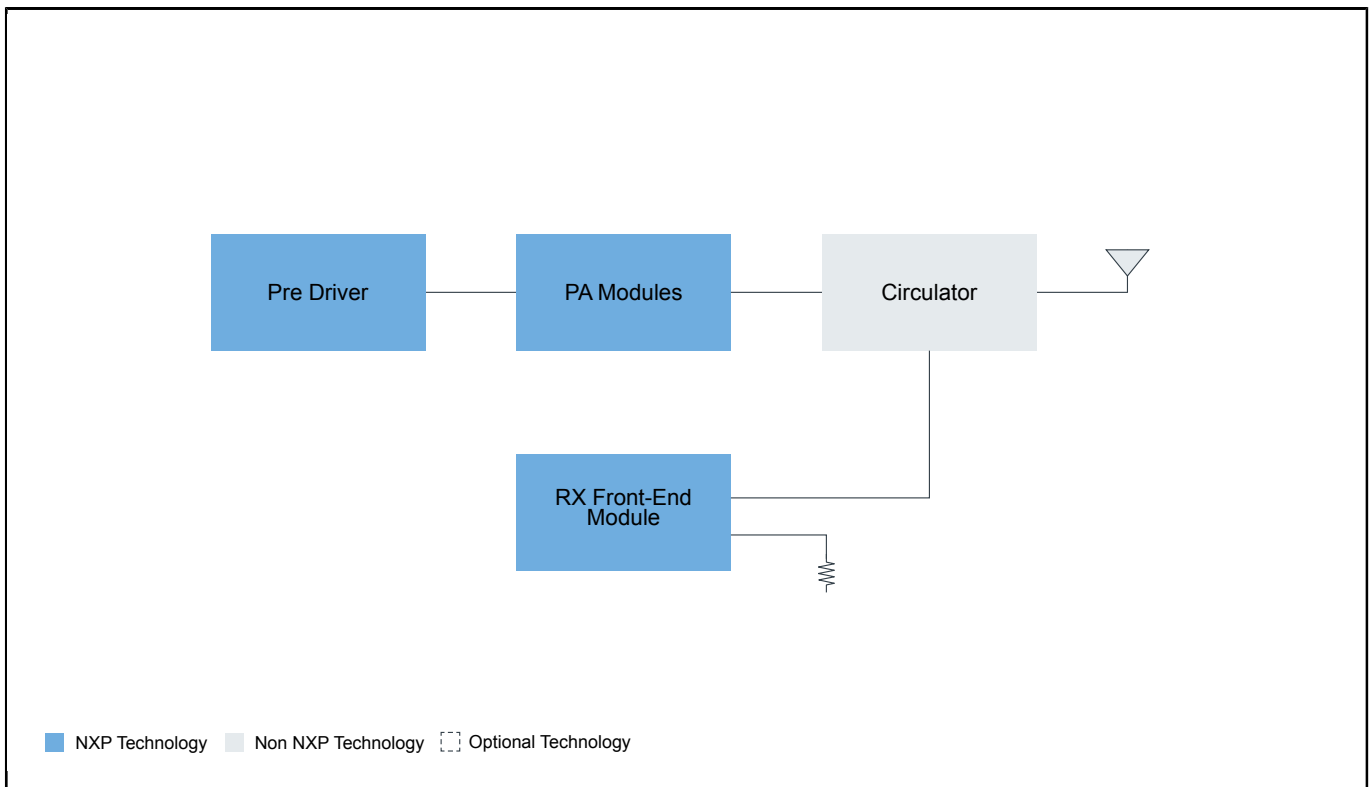 Pre Driver
PA Modules
Circulator
RX Front-End
Module
NXP Technology
Non NXP Technology
Optional Technology